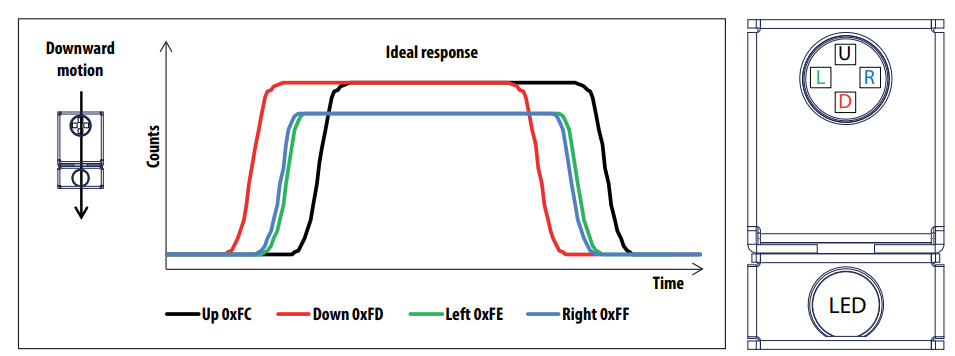 Downward
motion
Ideal response
Counts
Time
Up 0xFC
Down 0xFD
Left 0xFE
Right 0xFF
U
L
R
D
LED